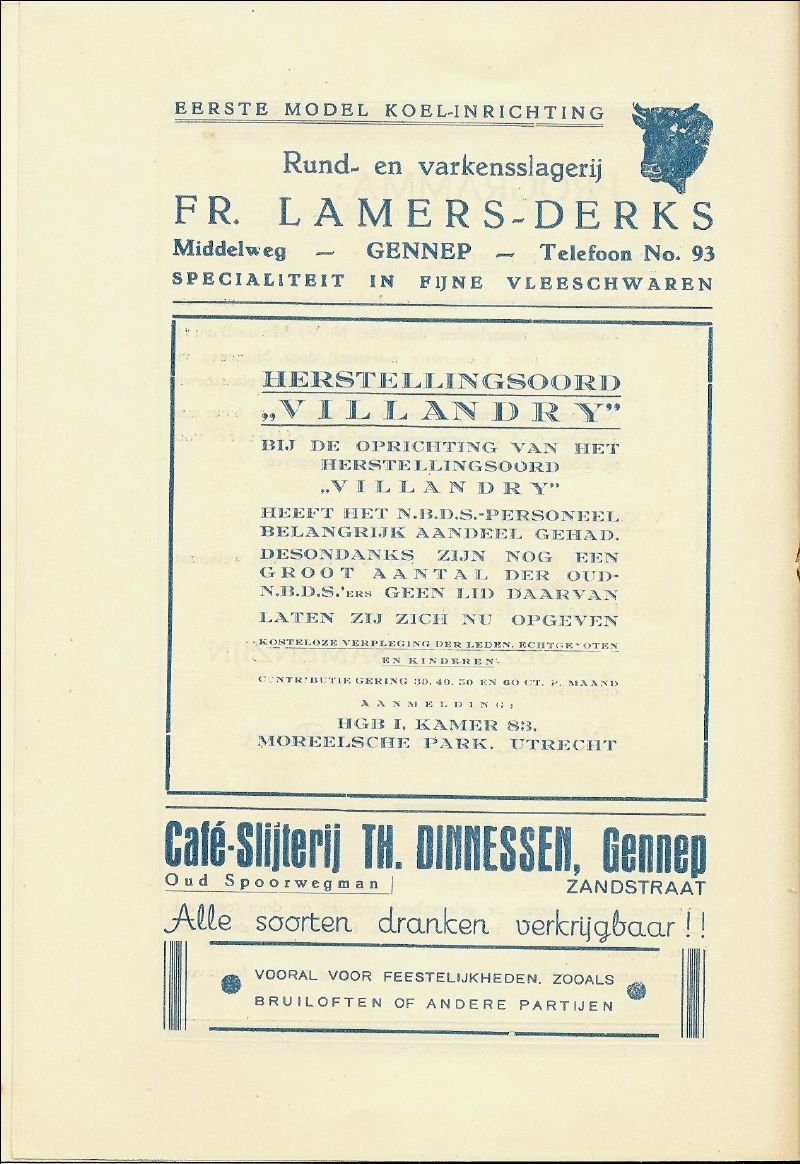 EERSTE MODEL KOEL-INRICHTING
Rund- en varkensslagerij
FR. LAMERS-DERKS
Middelweg — GENNEP — Telefoon No. 93
SPECIALITEIT IN FIJNE VLEESCHWAREN
HERSTELLINGSOORD
„VILLANDRY”
BIJ DE OPRICHTING VAN HET
HERSTELLINGSOORD
„VILLANDRY”
HEEFT HET N.B.D.S.-PERSONEEL
BELANGRIJK AANDEEL GEHAD.
DESONDANKS ZIJN NOG EEN
GROOT AANTAL DER OUD-
N.B.D.S.'ERS GEEN LID DAARVAN
LATEN ZIJ ZICH NU OPGEVEN
KOSTELOZE VERPLEGING DER LEDEN, ECHTGENOTEN
EN KINDEREN
CONTRIBUTIE GERING 30, 40, 50 EN 60 CT. P. MAAND
AANMELDING:
HGB I, KAMER 83,
MOREELSCHE PARK, UTRECHT
Café-Slijterij TH. DINNESSEN, Gennep
Oud Spoorwegman ZANDSTRAAT
Alle soorten dranken verkrijgbaar!!
VOORAL VOOR FEESTELIJKHEDEN, ZOOALS
BRUILOFTEN OF ANDERE PARTIJEN